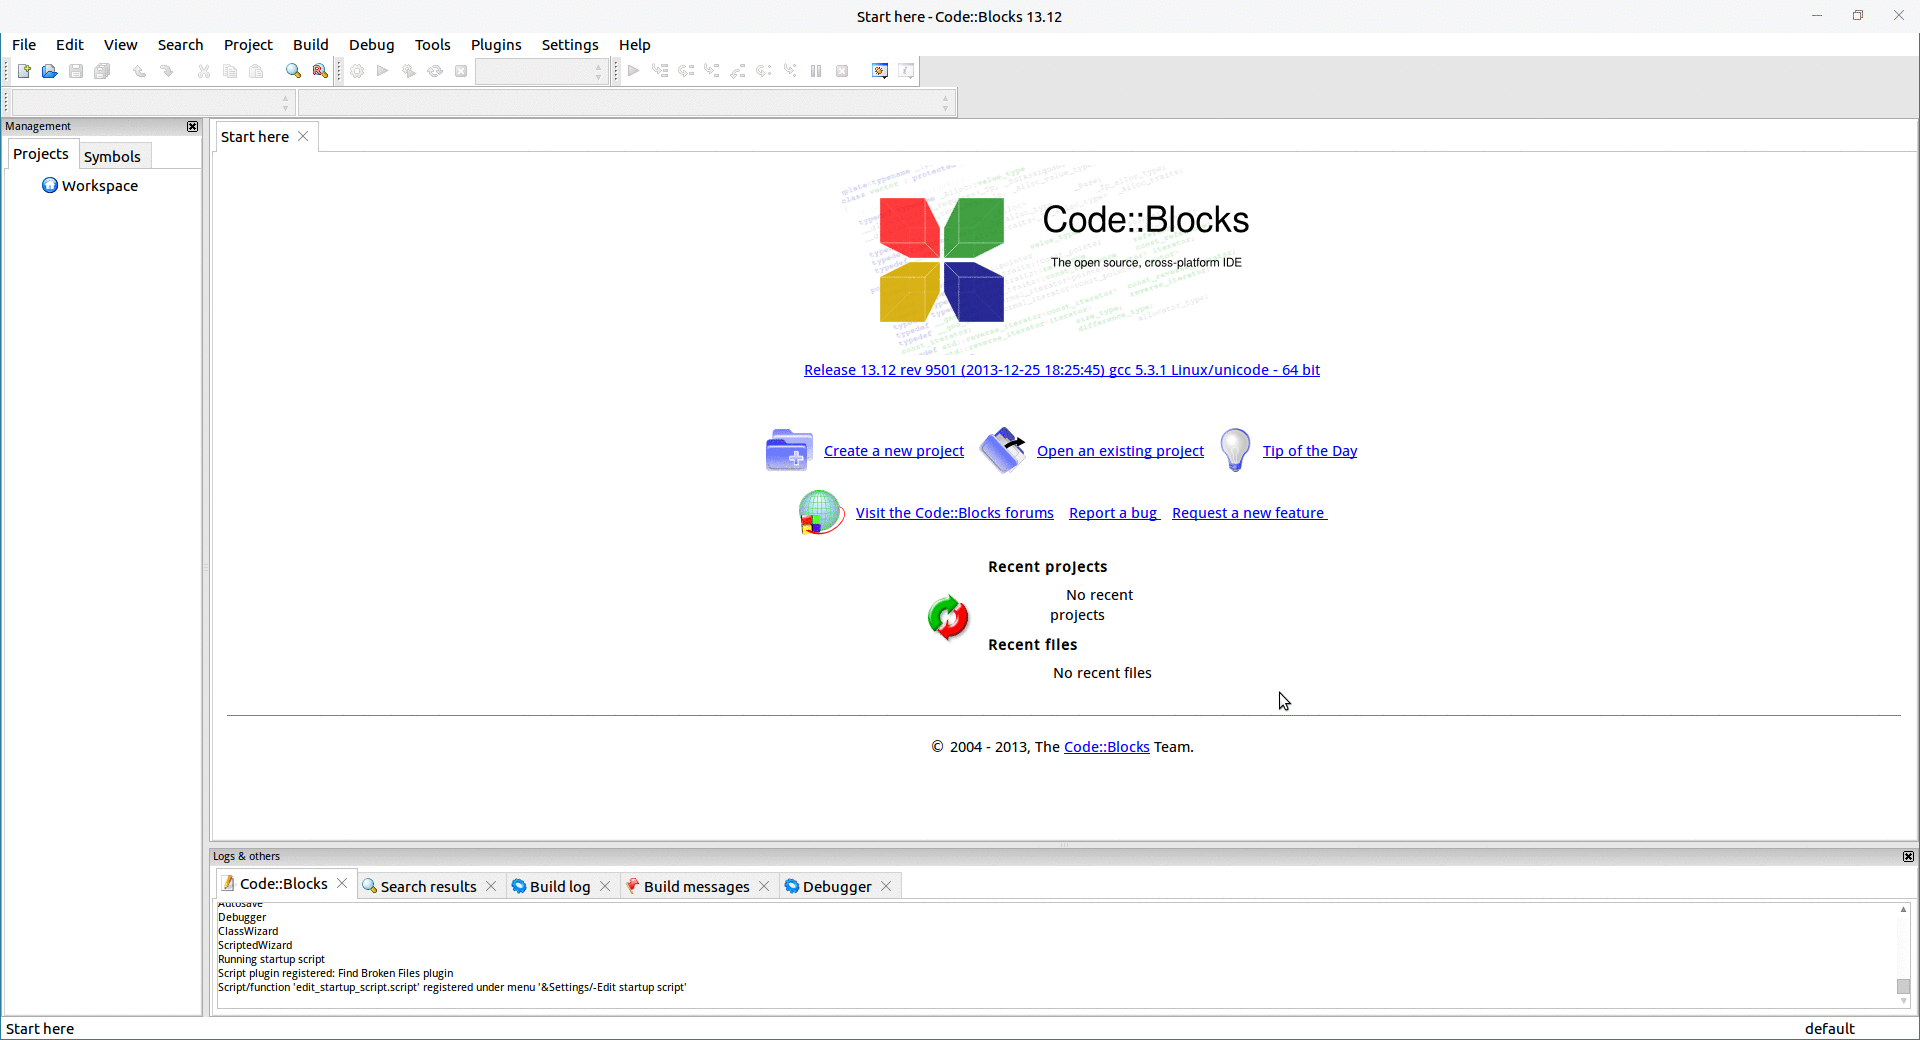 Start here - Code::Blocks 13.12
File Edit View Search Project Build Debug Tools Plugins Settings Help
Management
Start here
Projects Symbols
Workspace
Code::Blocks
The open source, cross-platform IDE
Release 13.12 rev 9501 (2013-12-25 18:25:45) gcc 5.3.1 Linux/unicode - 64 bit
Create a new project Open an existing project Tip of the Day
Visit the Code::Blocks forums Report a bug Request a new feature
Recent projects
No recent
projects
Recent files
No recent files
© 2004 - 2013, The Code::Blocks Team.
Logs & others
Code::Blocks Search results Build log Build messages Debugger
Autosave
Debugger
ClassWizard
ScriptedWizard
Running startup script
Script plugin registered: Find Broken Files plugin
Script/function 'edit_startup_script.script' registered under menu '&Settings/-Edit startup script'
Start here default